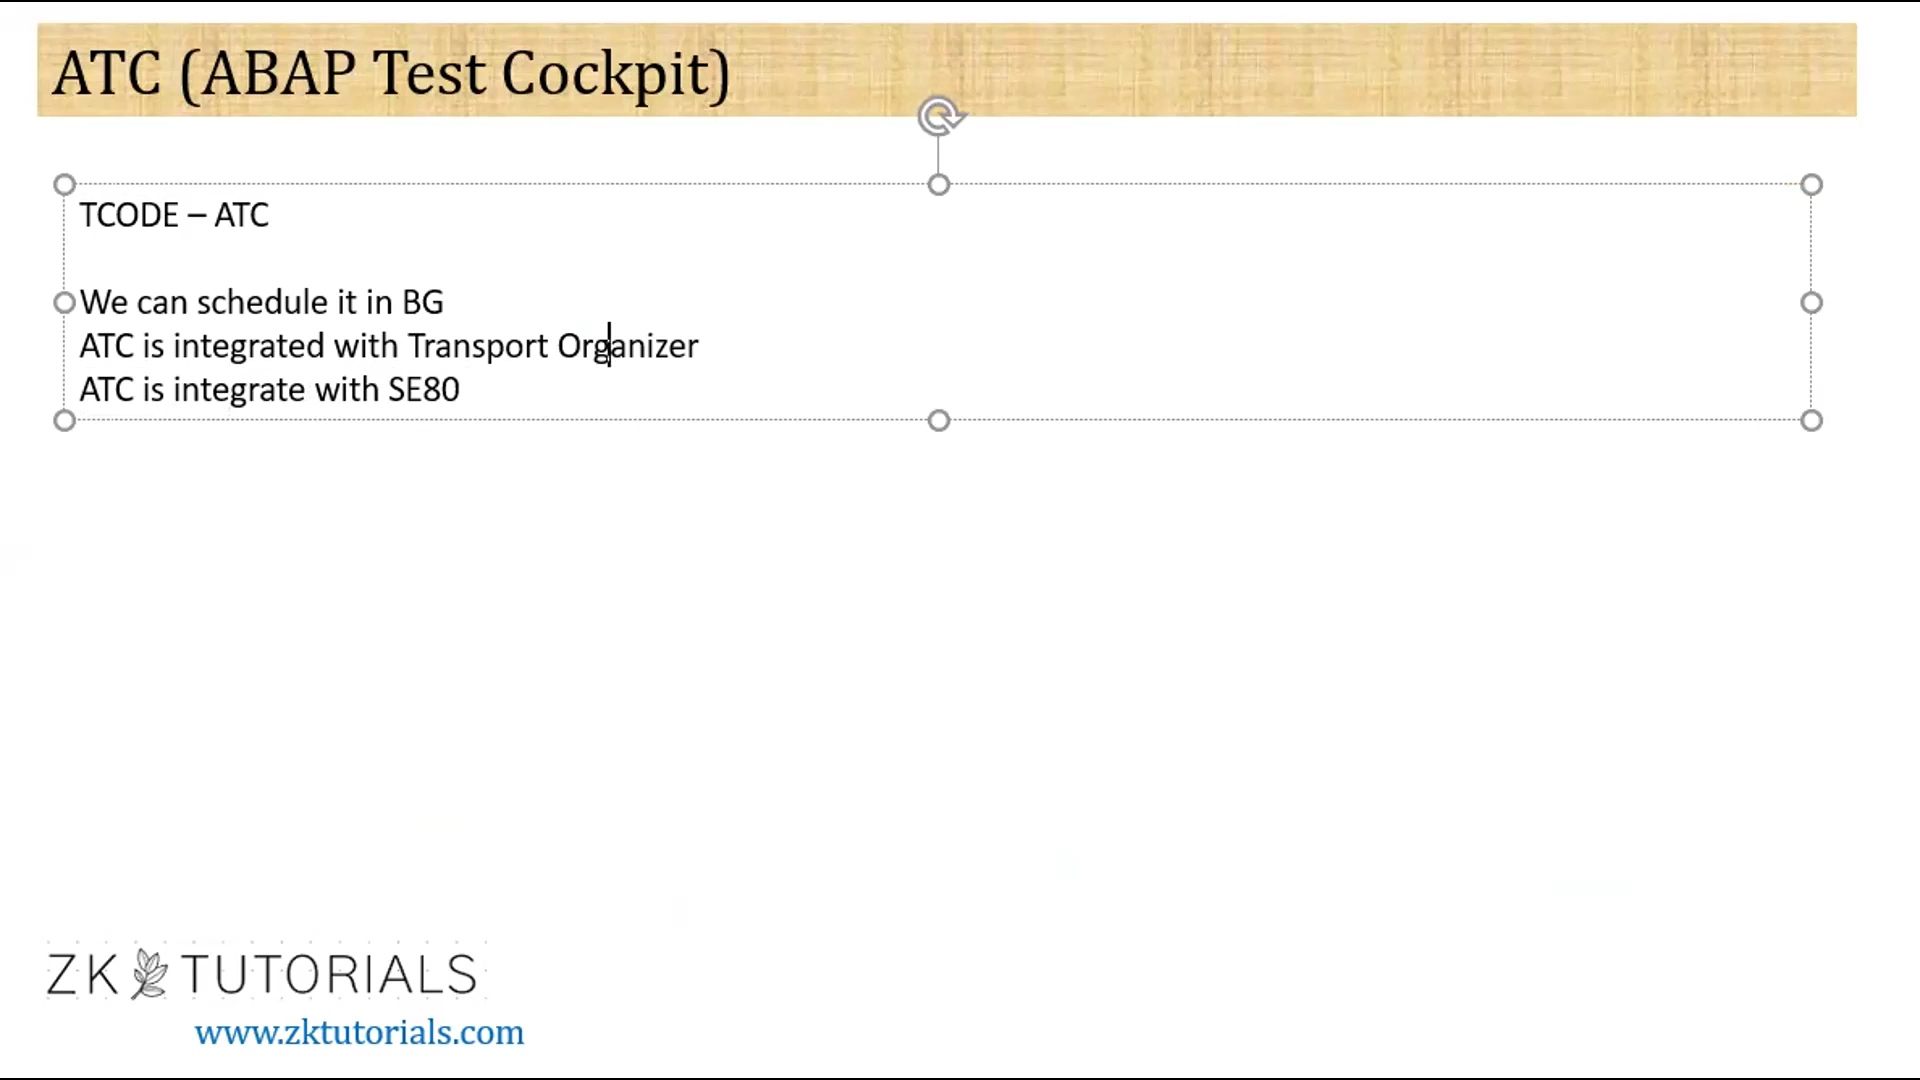 ATC (ABAP Test Cockpit)
TCODE – ATC
We can schedule it in BG
ATC is integrated with Transport Organizer
ATC is integrate with SE80
ZK TUTORIALS
www.zktutorials.com